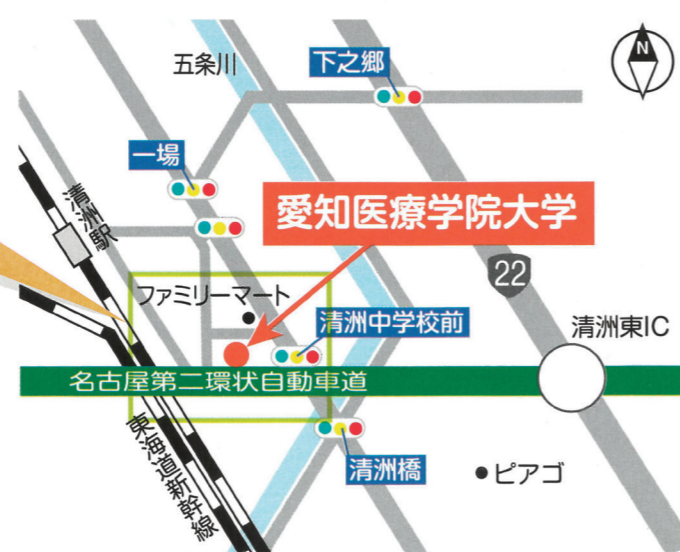 五条川
下之郷
N
一場
清洲駅
愛知医療学院大学
22
ファミリーマート
清洲中学校前
清洲東IC
名古屋第二環状自動車道
東海道新幹線
清洲橋
ピアゴ